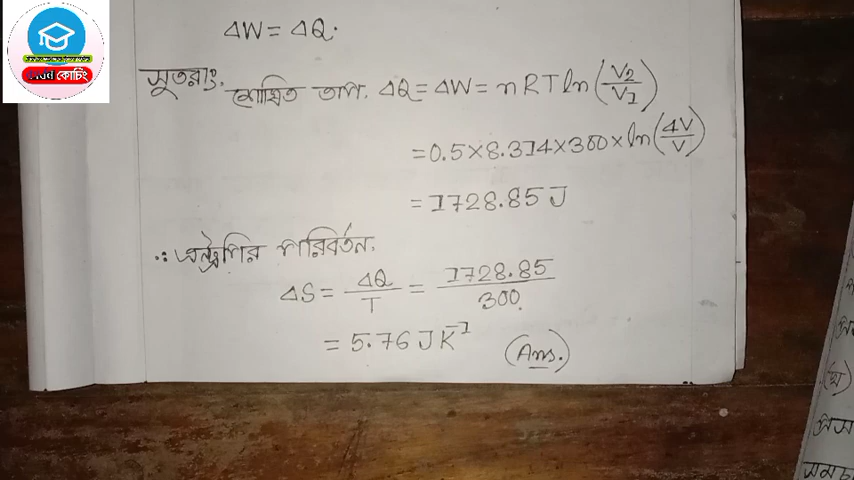 কোচিং
ΔW = ΔQ.
সুতরাং, শোষিত তাপ, ΔQ = ΔW = nRT ln(V2/V1)
= 0.5×8.314×300× ln(4V/V)
= 1728.85 J
∴ এন্ট্রপির পরিবর্তন,
ΔS = ΔQ/T = 1728.85/300
= 5.76 JK⁻¹ (Ans.)
(ঘ)